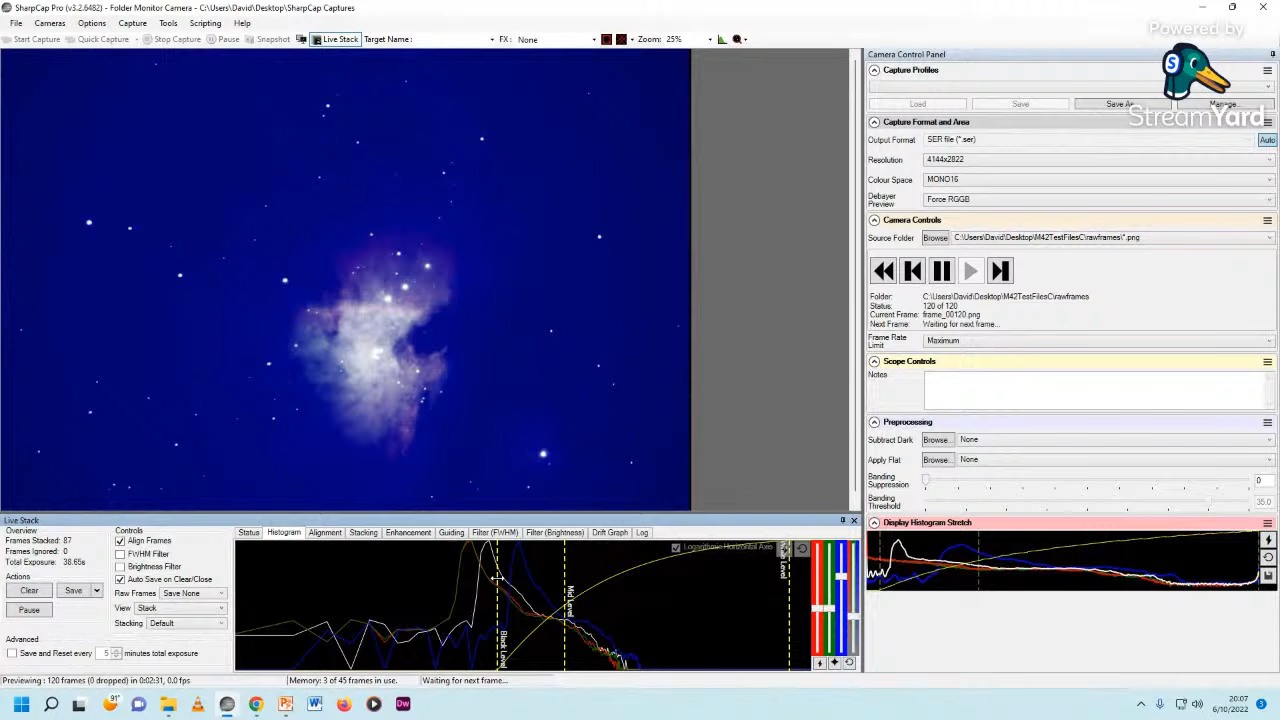 SharpCap Pro (v3.2.6482) - Folder Monitor Camera - C:\Users\David\Desktop\SharpCap Captures
File Cameras Options Capture Tools Scripting Help
Start Capture Quick Capture Stop Capture Pause Snapshot Live Stack Target Name: FX: None Zoom: 25%
Powered by
StreamYard
Camera Control Panel
Capture Profiles
Load Save Save As Manage...
Capture Format and Area
Output Format SER file (*.ser) Auto
Resolution 4144x2822
Colour Space MONO16
Debayer Preview Force RGGB
Camera Controls
Source Folder Browse C:\Users\David\Desktop\M42TestFilesC\rawframes\*.png
Folder: C:\Users\David\Desktop\M42TestFilesC\rawframes
Status: 120 of 120
Current Frame: frame_00120.png
Next Frame: Waiting for next frame...
Frame Rate Limit Maximum
Scope Controls
Notes
Preprocessing
Subtract Dark Browse... None
Apply Flat Browse... None
Banding Suppression 0
Banding Threshold 35.0
Display Histogram Stretch
Live Stack
Overview
Frames Stacked: 87
Frames Ignored: 0
Total Exposure: 38.65s
Actions
Clear Save
Pause
Advanced
Save and Reset every 5 minutes total exposure
Controls
Align Frames
FWHM Filter
Brightness Filter
Auto Save on Clear/Close
Raw Frames Save None
View Stack
Stacking Default
Status Histogram Alignment Stacking Enhancement Guiding Filter (FWHM) Filter (Brightness) Drift Graph Log
Logarithmic Horizontal Axis
Black Level
Mid Level
White Level
Previewing : 120 frames (0 dropped) in 0:02:31, 0.0 fps Memory: 3 of 45 frames in use. Waiting for next frame...
91°
20:07
6/10/2022
3